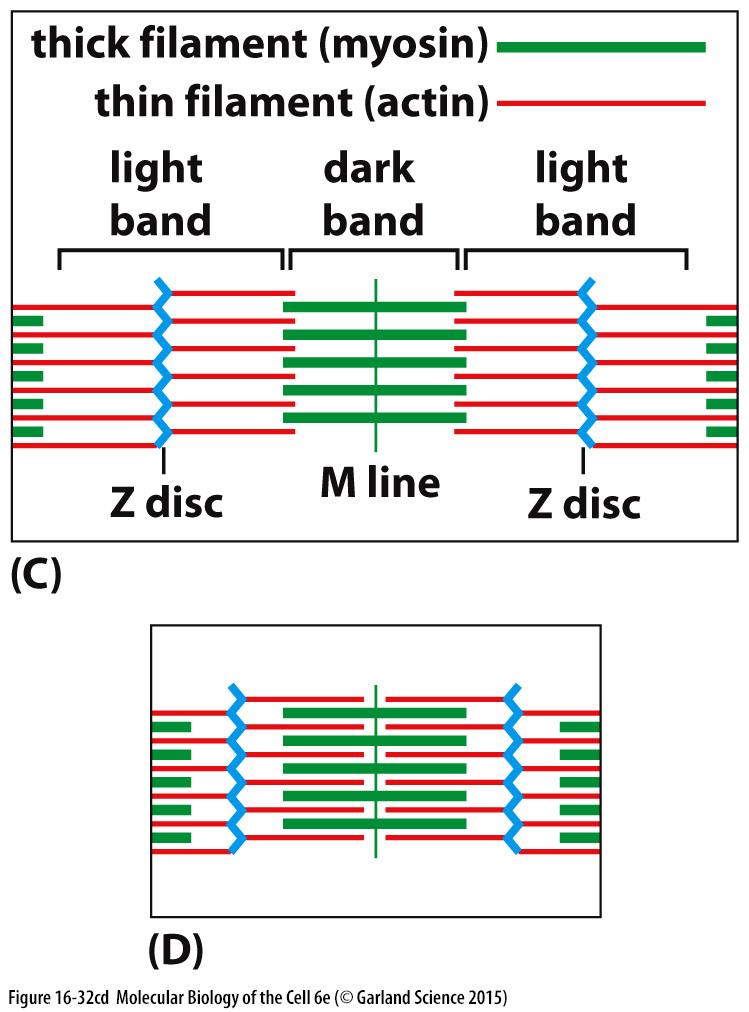 thick filament (myosin)
thin filament (actin)
light band
dark band
light band
Z disc
M line
Z disc
(C)
(D)
Figure 16-32cd Molecular Biology of the Cell 6e (© Garland Science 2015)